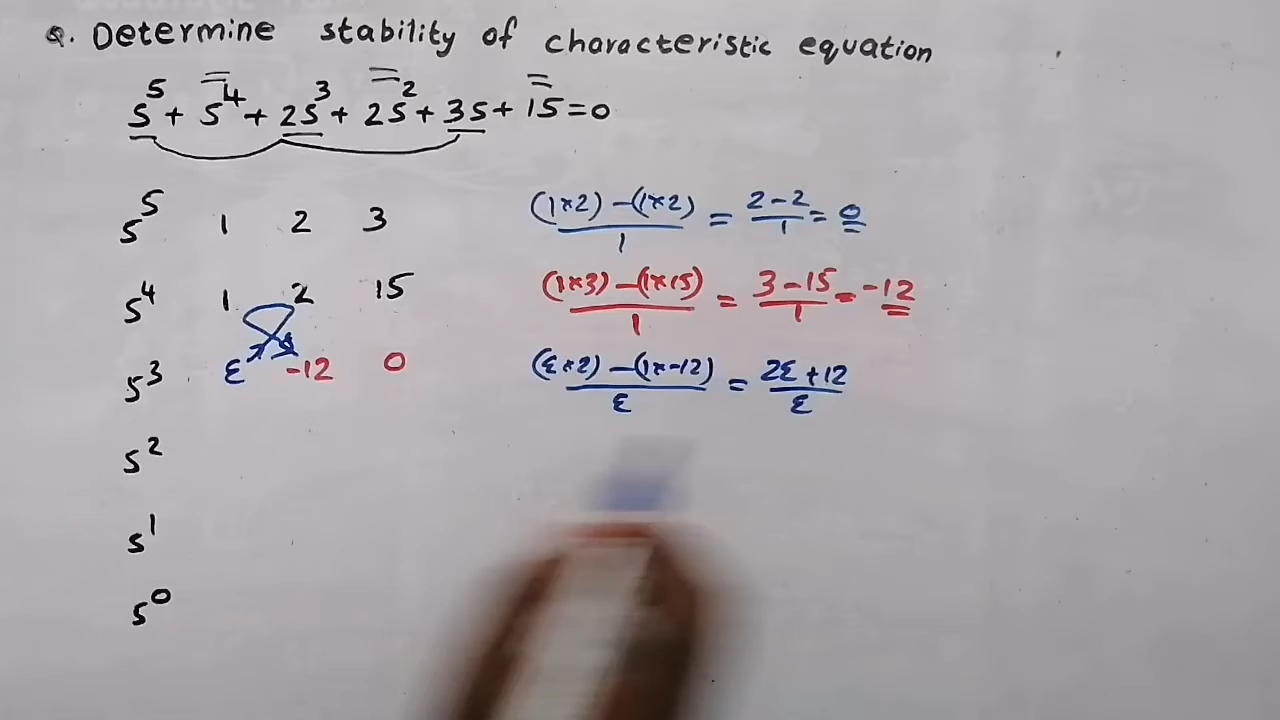 Q. Determine stability of characteristic equation
s⁵ + s⁴ + 2s³ + 2s² + 3s + 15 = 0
s⁵ 1 2 3 (1×2) – (1×2) / 1 = 2 – 2 / 1 = 0
s⁴ 1 2 15 (1×3) – (1×15) / 1 = 3 – 15 / 1 = -12
s³ ε -12 0 (ε×2) – (1×-12) / ε = 2ε + 12 / ε
s²
s¹
s⁰